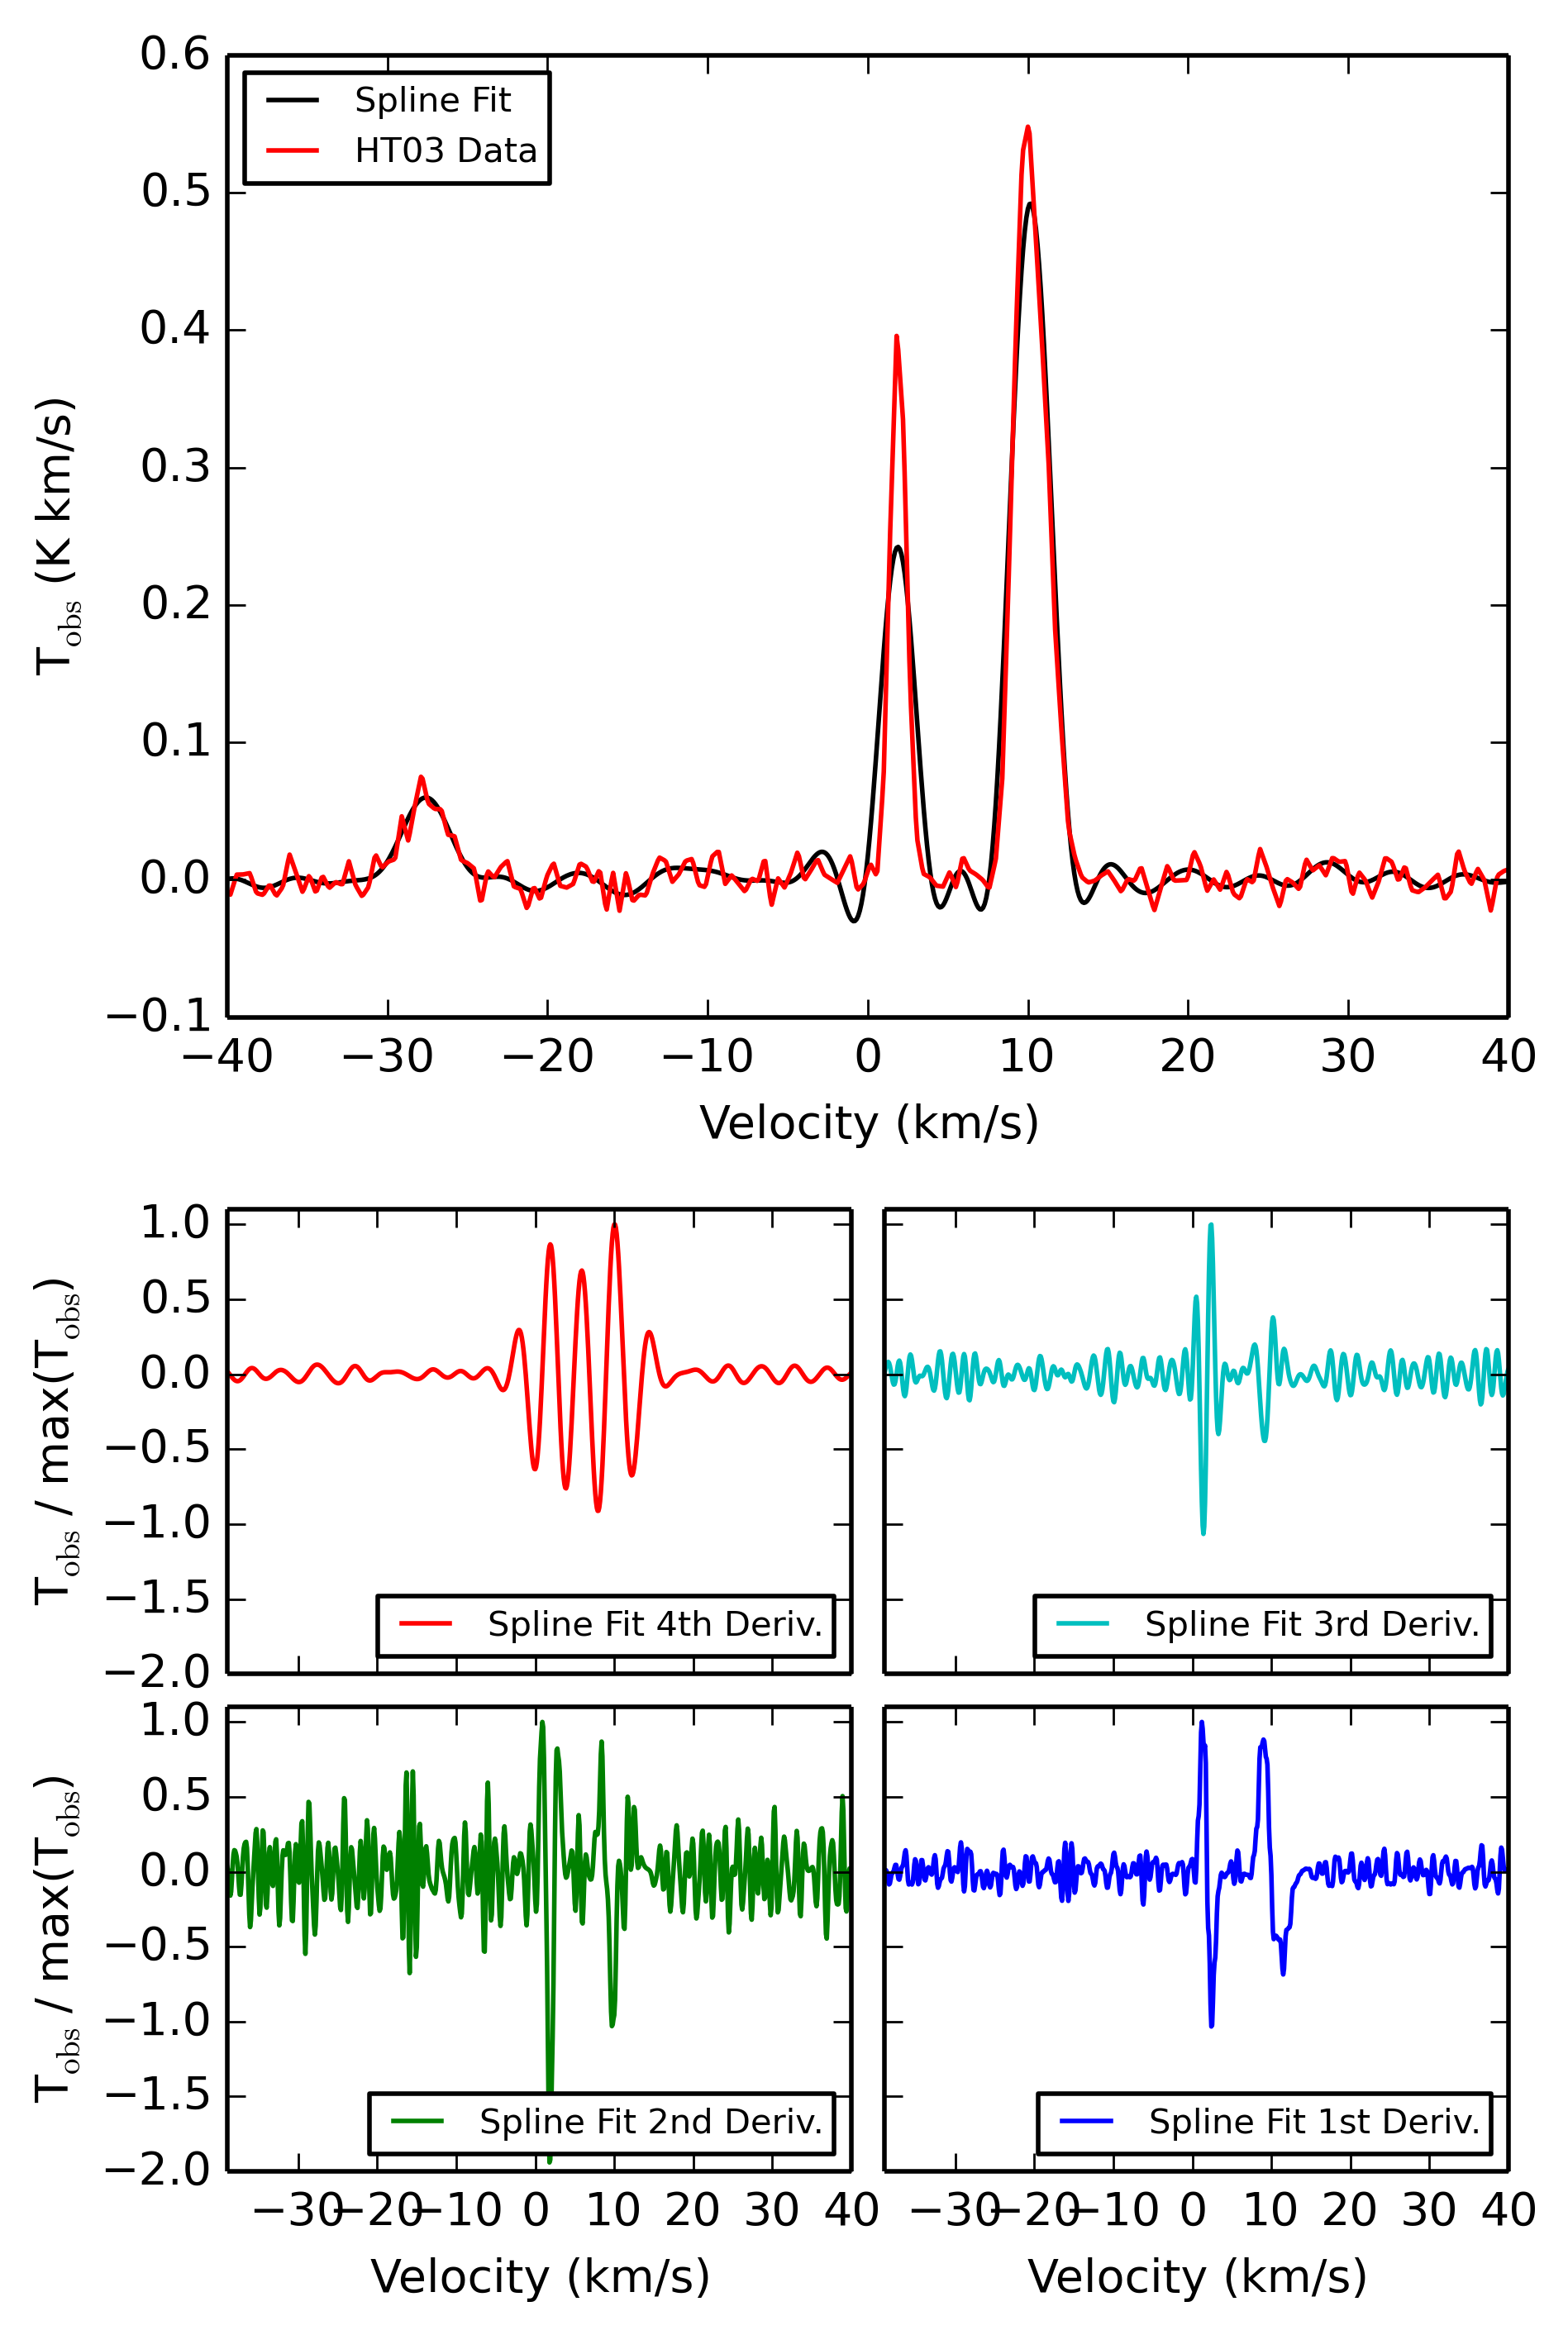 0.6
Spline Fit
HT03 Data
0.5
0.4
0.3
0.2
0.1
0.0
−0.1
T_obs (K km/s)
−40 −30 −20 −10 0 10 20 30 40
Velocity (km/s)
1.0
0.5
0.0
−0.5
−1.0
−1.5
−2.0
T_obs / max(T_obs)
Spline Fit 4th Deriv.
Spline Fit 3rd Deriv.
1.0
0.5
0.0
−0.5
−1.0
−1.5
−2.0
T_obs / max(T_obs)
Spline Fit 2nd Deriv.
Spline Fit 1st Deriv.
−30 −20 −10 0 10 20 30 40
−30 −20 −10 0 10 20 30 40
Velocity (km/s)
Velocity (km/s)